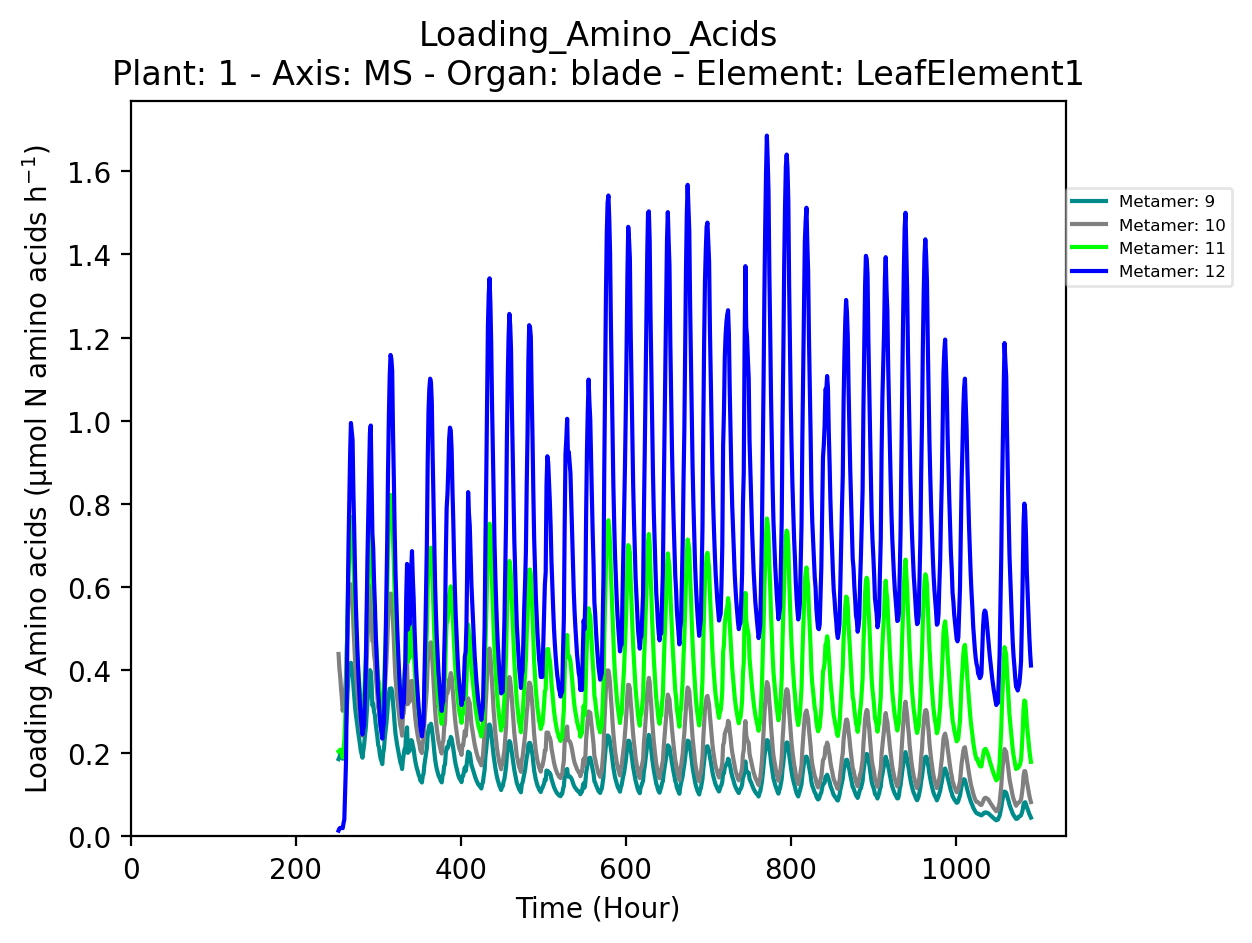 Loading_Amino_Acids
Plant: 1 - Axis: MS - Organ: blade - Element: LeafElement1
Loading Amino acids (µmol N amino acids h⁻¹)
1.6
1.4
1.2
1.0
0.8
0.6
0.4
0.2
0.0
0 200 400 600 800 1000
Time (Hour)
Metamer: 9
Metamer: 10
Metamer: 11
Metamer: 12